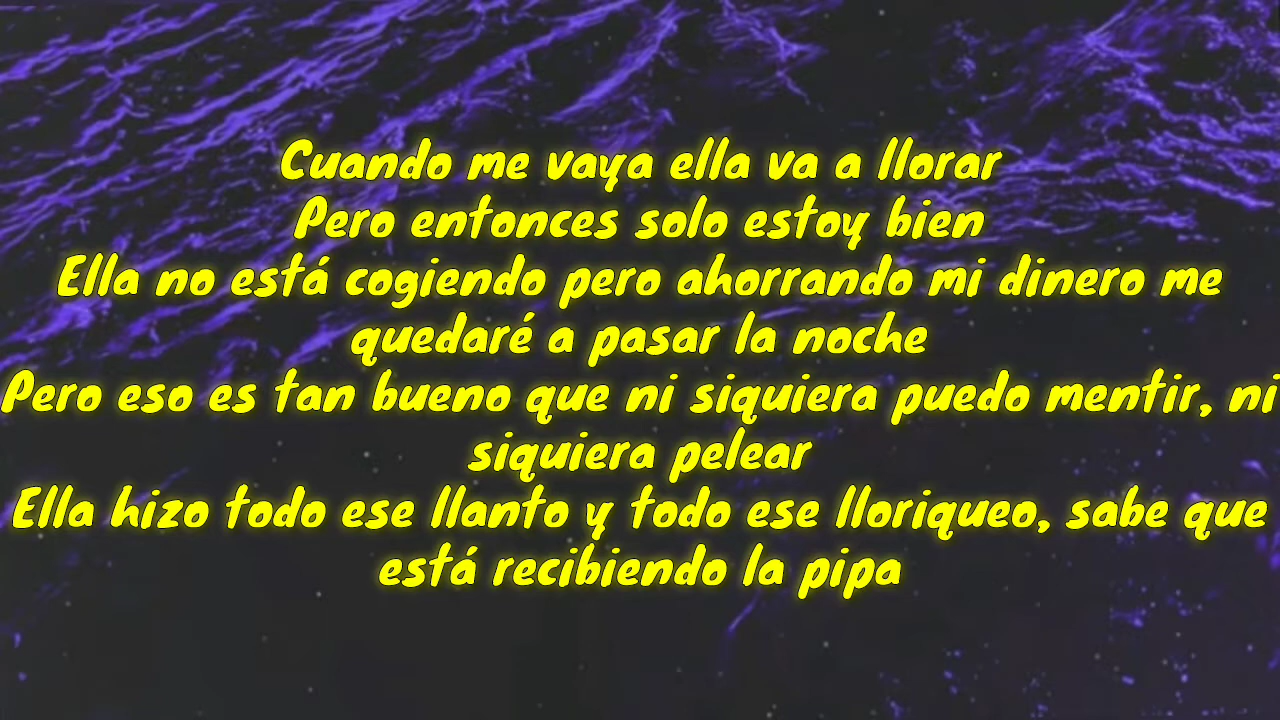 Cuando me vaya ella va a llorar
Pero entonces solo estoy bien
Ella no está cogiendo pero ahorrando mi dinero me
quedaré a pasar la noche
Pero eso es tan bueno que ni siquiera puedo mentir, ni
siquiera pelear
Ella hizo todo ese llanto y todo ese lloriqueo, sabe que
está recibiendo la pipa